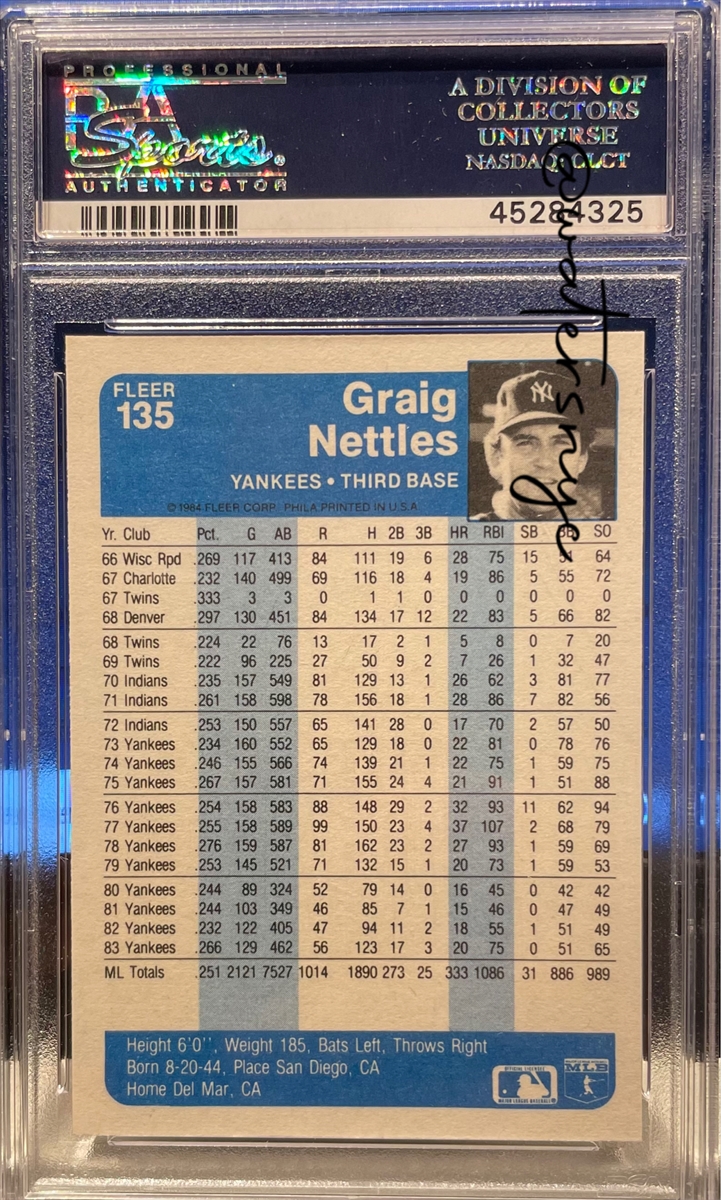 PROFESSIONAL
PSA
Sports®
AUTHENTICATOR
A DIVISION OF
COLLECTORS
UNIVERSE
NASDAQ: CLCT
45284325
@watersnyc
FLEER
135
Graig
Nettles
YANKEES • THIRD BASE
© 1984 FLEER CORP. PHILA PRINTED IN U.S.A.
NY
Yr. Club Pct. G AB R H 2B 3B HR RBI SB BB SO
66 Wisc Rpd .269 117 413 84 111 19 6 28 75 15 64
67 Charlotte .232 140 499 69 116 18 4 19 86 5 55 72
67 Twins .333 3 3 0 1 1 0 0 0 0 0 0
68 Denver .297 130 451 84 134 17 12 22 83 5 66 82
68 Twins .224 22 76 13 17 2 1 5 8 0 7 20
69 Twins .222 96 225 27 50 9 2 7 26 1 32 47
70 Indians .235 157 549 81 129 13 1 26 62 3 81 77
71 Indians .261 158 598 78 156 18 1 28 86 7 82 56
72 Indians .253 150 557 65 141 28 0 17 70 2 57 50
73 Yankees .234 160 552 65 129 18 0 22 81 0 78 76
74 Yankees .246 155 566 74 139 21 1 22 75 1 59 75
75 Yankees .267 157 581 71 155 24 4 21 91 1 51 88
76 Yankees .254 158 583 88 148 29 2 32 93 11 62 94
77 Yankees .255 158 589 99 150 23 4 37 107 2 68 79
78 Yankees .276 159 587 81 162 23 2 27 93 1 59 69
79 Yankees .253 145 521 71 132 15 1 20 73 1 59 53
80 Yankees .244 89 324 52 79 14 0 16 45 0 42 42
81 Yankees .244 103 349 46 85 7 1 15 46 0 47 49
82 Yankees .232 122 405 47 94 11 2 18 55 1 51 49
83 Yankees .266 129 462 56 123 17 3 20 75 0 51 65
ML Totals .251 2121 7527 1014 1890 273 25 333 1086 31 886 989
Height 6'0'', Weight 185, Bats Left, Throws Right
Born 8-20-44, Place San Diego, CA
Home Del Mar, CA
OFFICIAL LICENSEE
MAJOR LEAGUE BASEBALL
MLB